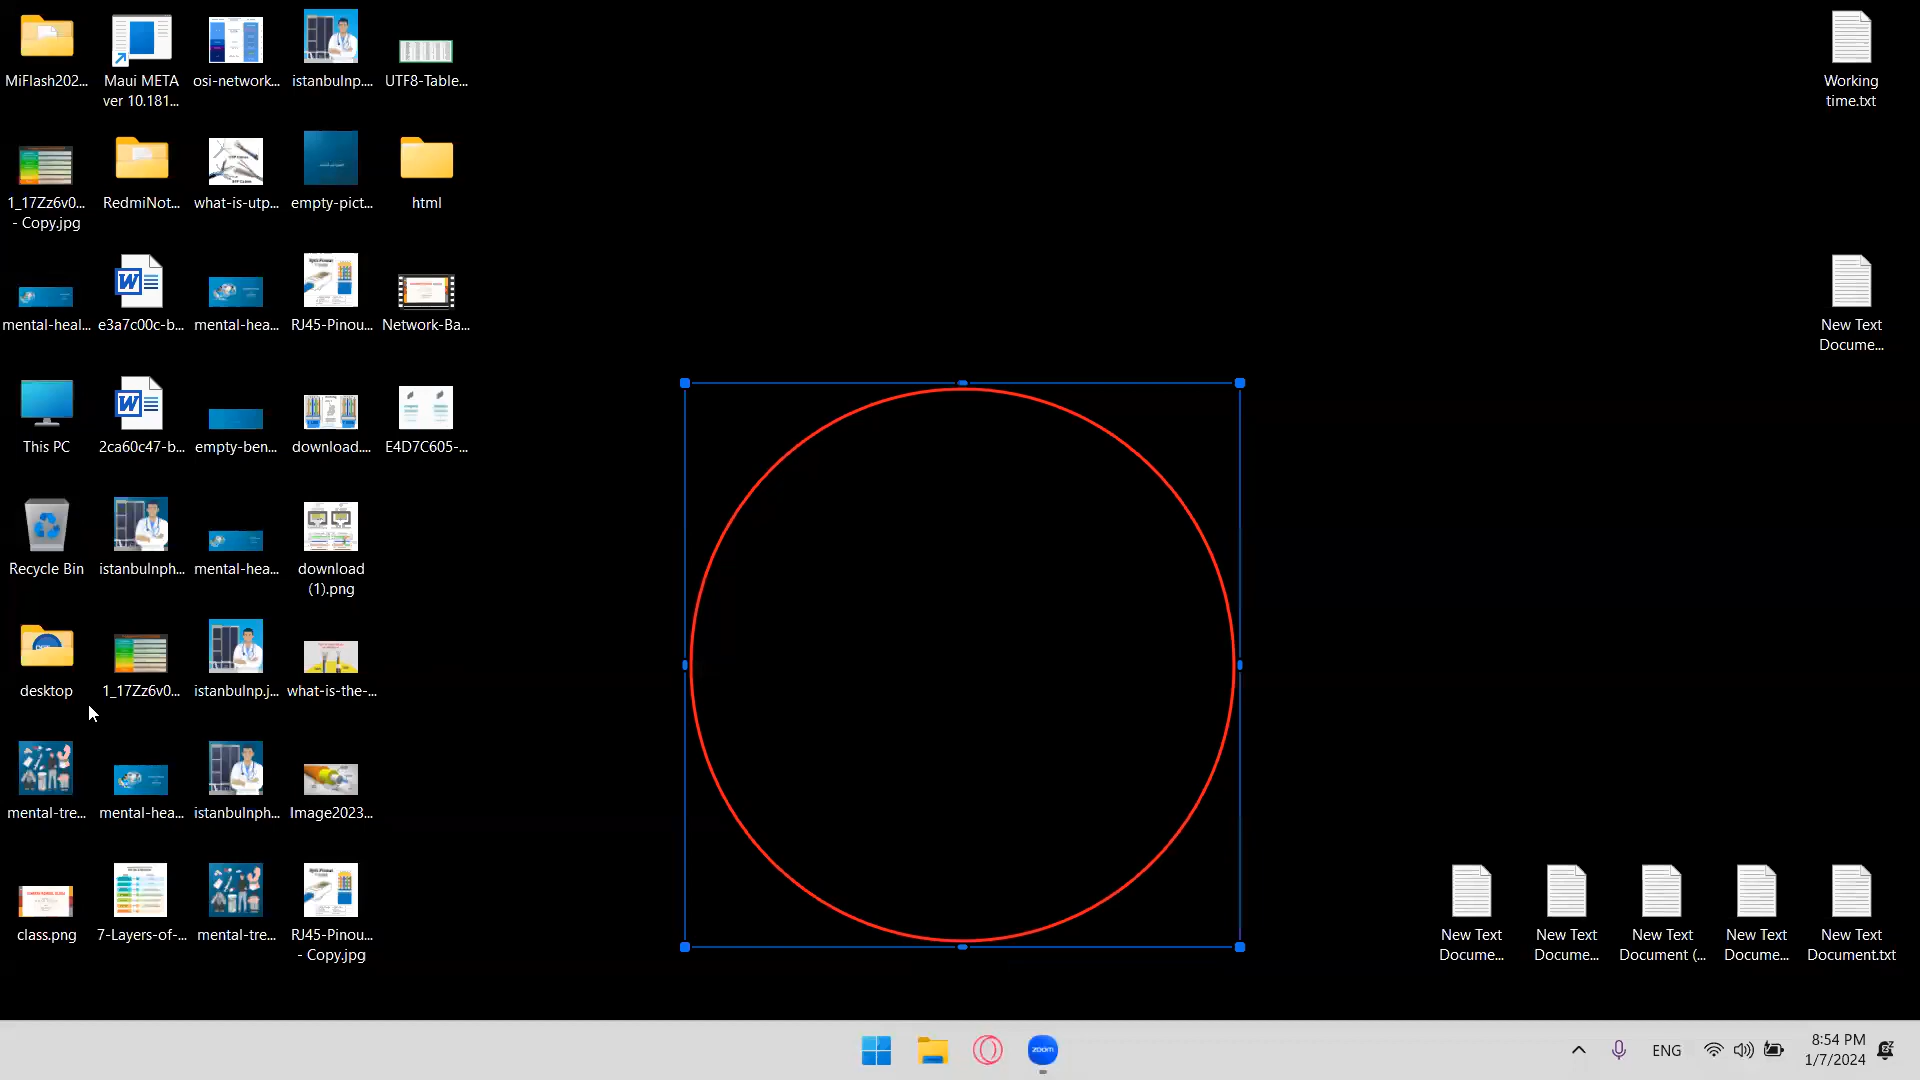 MiFlash202...
Maui META
ver 10.181...
osi-network...
istanbulnp....
UTF8-Table...
Working
time.txt
1_17Zz6v0...
- Copy.jpg
RedmiNot...
what-is-utp...
empty-pict...
html
mental-heal...
e3a7c00c-b...
mental-hea...
RJ45-Pinou...
Network-Ba...
New Text
Docume...
This PC
2ca60c47-b...
empty-ben...
download....
E4D7C605-...
Recycle Bin
istanbulnph...
mental-hea...
download
(1).png
desktop
1_17Zz6v0...
istanbulnp.j...
what-is-the-...
mental-tre...
mental-hea...
istanbulnph...
Image2023...
class.png
7-Layers-of-...
mental-tre...
RJ45-Pinou...
- Copy.jpg
New Text
Docume...
New Text
Docume...
New Text
Document (...
New Text
Docume...
New Text
Document.txt
zoom
ENG
8:54 PM
1/7/2024